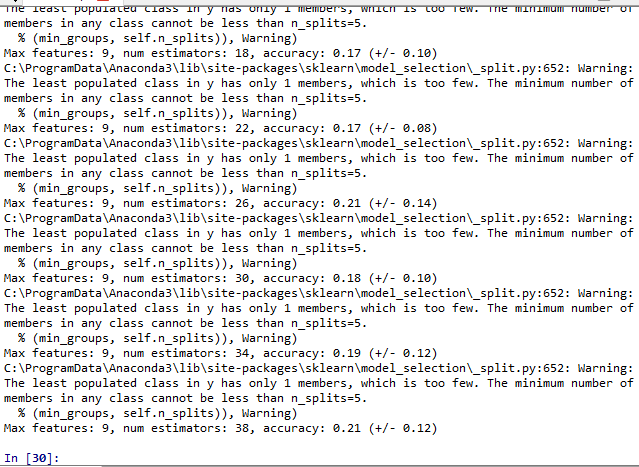 The least populated class in y has only 1 members, which is too few. The minimum number of
members in any class cannot be less than n_splits=5.
  % (min_groups, self.n_splits)), Warning)
Max features: 9, num estimators: 18, accuracy: 0.17 (+/- 0.10)
C:\ProgramData\Anaconda3\lib\site-packages\sklearn\model_selection\_split.py:652: Warning:
The least populated class in y has only 1 members, which is too few. The minimum number of
members in any class cannot be less than n_splits=5.
  % (min_groups, self.n_splits)), Warning)
Max features: 9, num estimators: 22, accuracy: 0.17 (+/- 0.08)
C:\ProgramData\Anaconda3\lib\site-packages\sklearn\model_selection\_split.py:652: Warning:
The least populated class in y has only 1 members, which is too few. The minimum number of
members in any class cannot be less than n_splits=5.
  % (min_groups, self.n_splits)), Warning)
Max features: 9, num estimators: 26, accuracy: 0.21 (+/- 0.14)
C:\ProgramData\Anaconda3\lib\site-packages\sklearn\model_selection\_split.py:652: Warning:
The least populated class in y has only 1 members, which is too few. The minimum number of
members in any class cannot be less than n_splits=5.
  % (min_groups, self.n_splits)), Warning)
Max features: 9, num estimators: 30, accuracy: 0.18 (+/- 0.10)
C:\ProgramData\Anaconda3\lib\site-packages\sklearn\model_selection\_split.py:652: Warning:
The least populated class in y has only 1 members, which is too few. The minimum number of
members in any class cannot be less than n_splits=5.
  % (min_groups, self.n_splits)), Warning)
Max features: 9, num estimators: 34, accuracy: 0.19 (+/- 0.12)
C:\ProgramData\Anaconda3\lib\site-packages\sklearn\model_selection\_split.py:652: Warning:
The least populated class in y has only 1 members, which is too few. The minimum number of
members in any class cannot be less than n_splits=5.
  % (min_groups, self.n_splits)), Warning)
Max features: 9, num estimators: 38, accuracy: 0.21 (+/- 0.12)
In [30]: